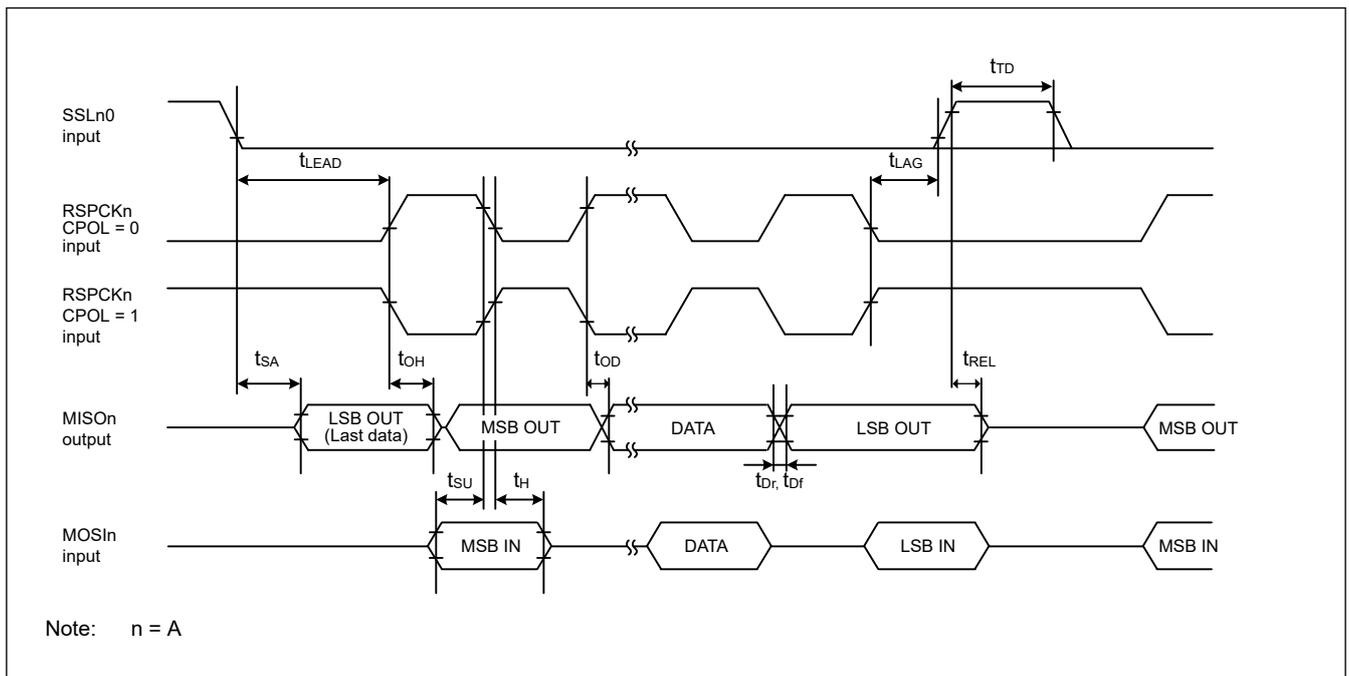 tTD
SSLn0
input
tLEAD
tLAG
RSPCKn
CPOL = 0
input
RSPCKn
CPOL = 1
input
tSA
tOH
tOD
tREL
MISOn
output
LSB OUT
(Last data)
MSB OUT
DATA
LSB OUT
MSB OUT
tSU
tH
tDr, tDf
MOSIn
input
MSB IN
DATA
LSB IN
MSB IN
Note: n = A